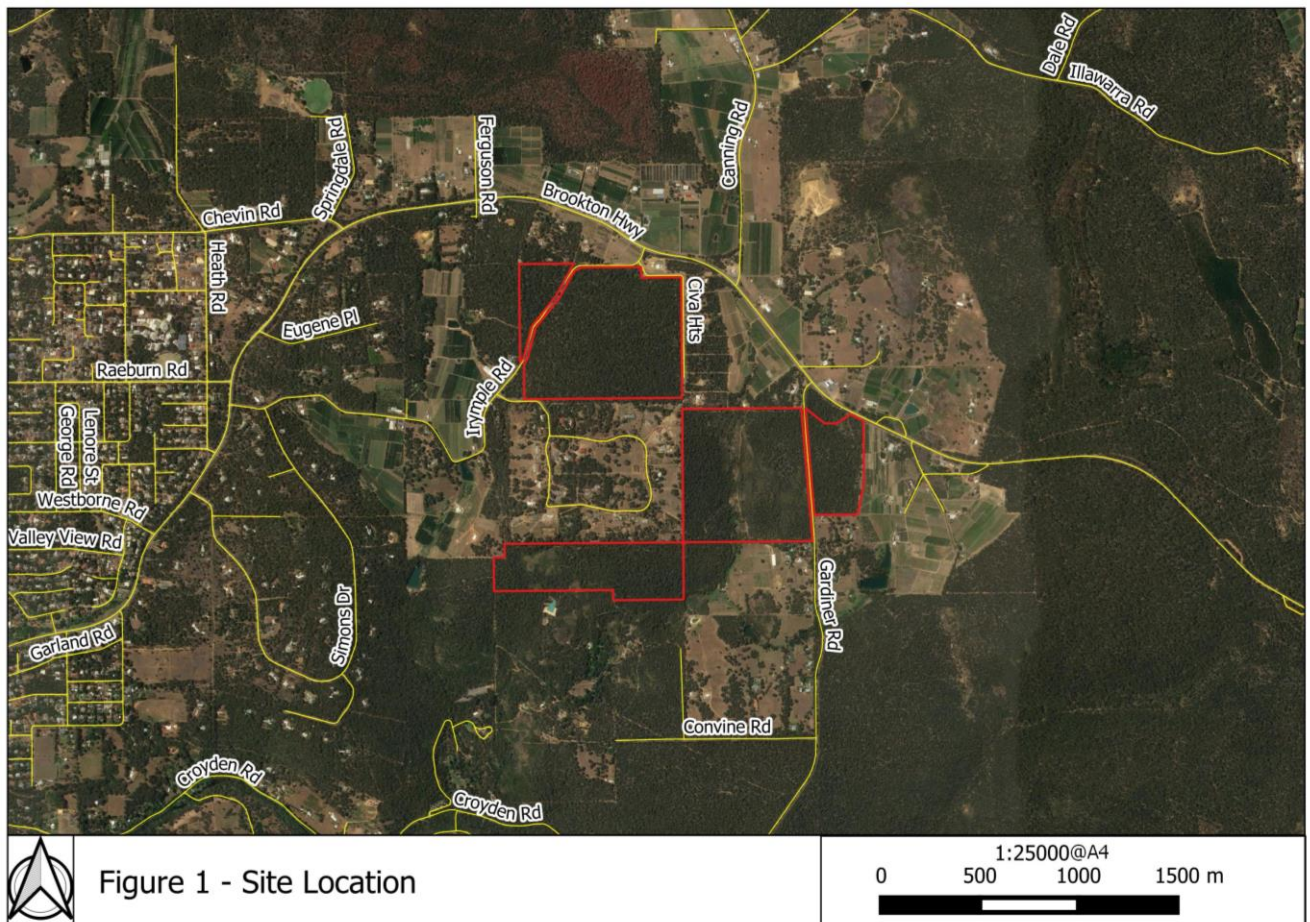 Dale Rd
Illawarra Rd
Canning Rd
Ferguson Rd
Springdale Rd
Chevin Rd
Brookton Hwy
Heath Rd
Civa Hts
Eugene Pl
Raeburn Rd
Irymple Rd
Lenore St
George Rd
Westborne Rd
Valley View Rd
Simons Dr
Gardiner Rd
Garland Rd
Convine Rd
Croyden Rd
Croyden Rd
Figure 1 - Site Location
1:25000@A4
0 500 1000 1500 m